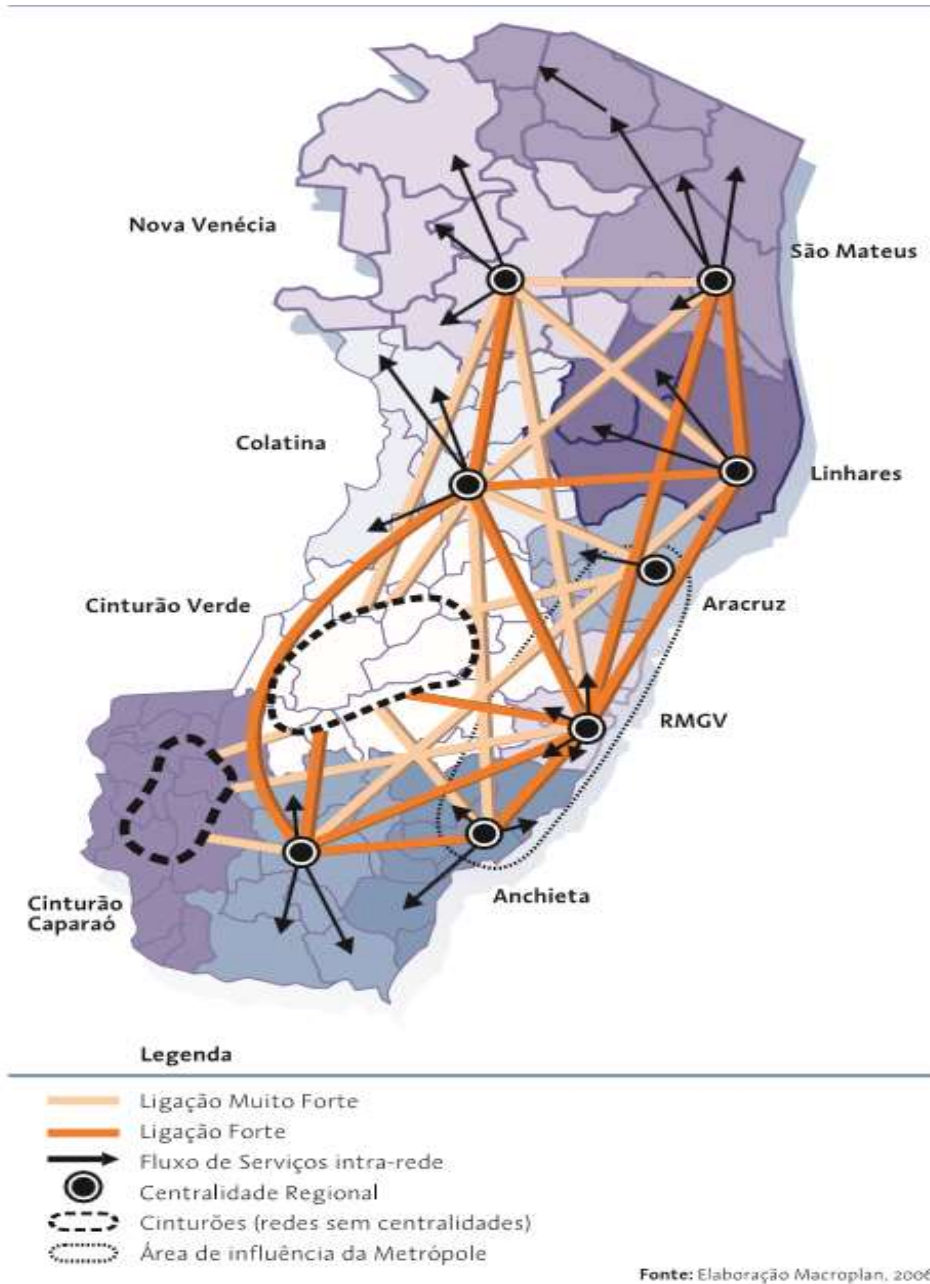 Nova Venécia
São Mateus
Colatina
Linhares
Cinturão Verde
Aracruz
RMGV
Cinturão
Caparaó
Anchieta
Legenda
Ligação Muito Forte
Ligação Forte
Fluxo de Serviços intra-rede
Centralidade Regional
Cinturões (redes sem centralidades)
Área de influência da Metrópole
Fonte: Elaboração Macroplan, 2006